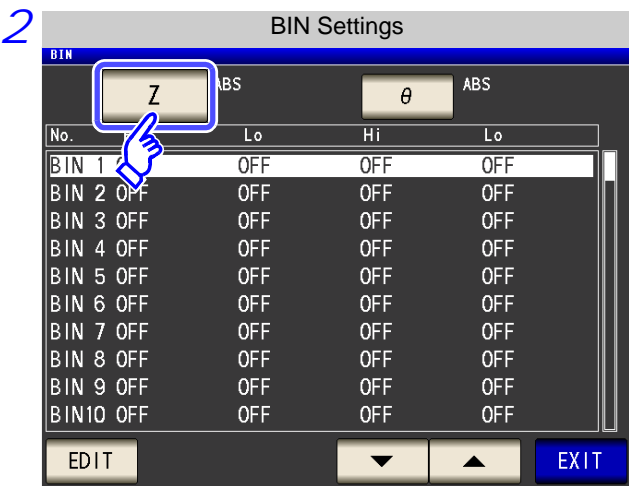 2 BIN Settings
BIN
Z ABS θ ABS
No. Lo Hi Lo
BIN 1 OFF OFF OFF
BIN 2 OFF OFF OFF OFF
BIN 3 OFF OFF OFF OFF
BIN 4 OFF OFF OFF OFF
BIN 5 OFF OFF OFF OFF
BIN 6 OFF OFF OFF OFF
BIN 7 OFF OFF OFF OFF
BIN 8 OFF OFF OFF OFF
BIN 9 OFF OFF OFF OFF
BIN10 OFF OFF OFF OFF
EDIT ▼ ▲ EXIT